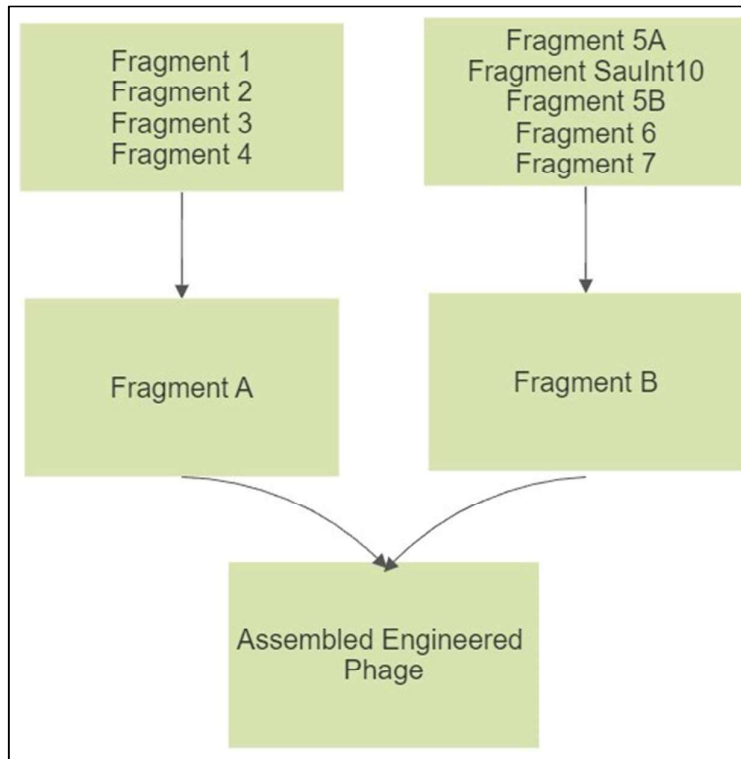 Fragment 1
Fragment 2
Fragment 3
Fragment 4
Fragment 5A
Fragment SauInt10
Fragment 5B
Fragment 6
Fragment 7
Fragment A
Fragment B
Assembled Engineered
Phage